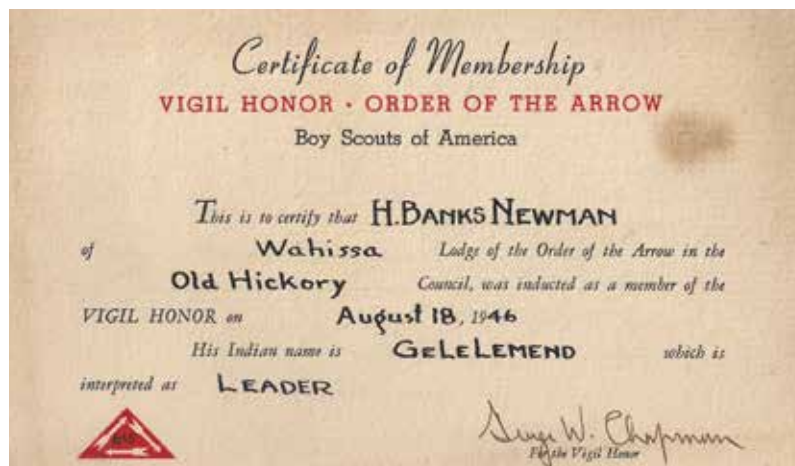 Certificate of Membership
VIGIL HONOR · ORDER OF THE ARROW
Boy Scouts of America
This is to certify that H. BANKS NEWMAN
of Wahissa Lodge of the Order of the Arrow in the
Old Hickory Council, was inducted as a member of the
VIGIL HONOR on August 18, 1946
His Indian name is GELELEMEND which is
interpreted as LEADER
George W. Chapman
For the Vigil Honor